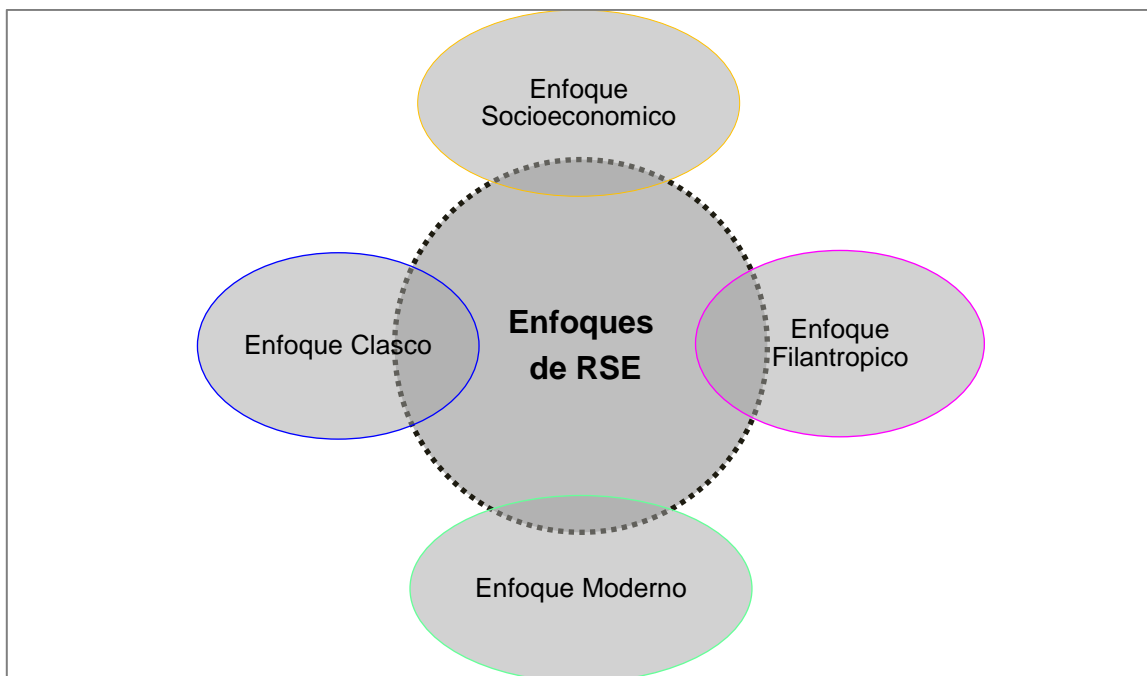 Enfoque
Socioeconomico
Enfoque Clasco
Enfoques
de RSE
Enfoque
Filantropico
Enfoque Moderno